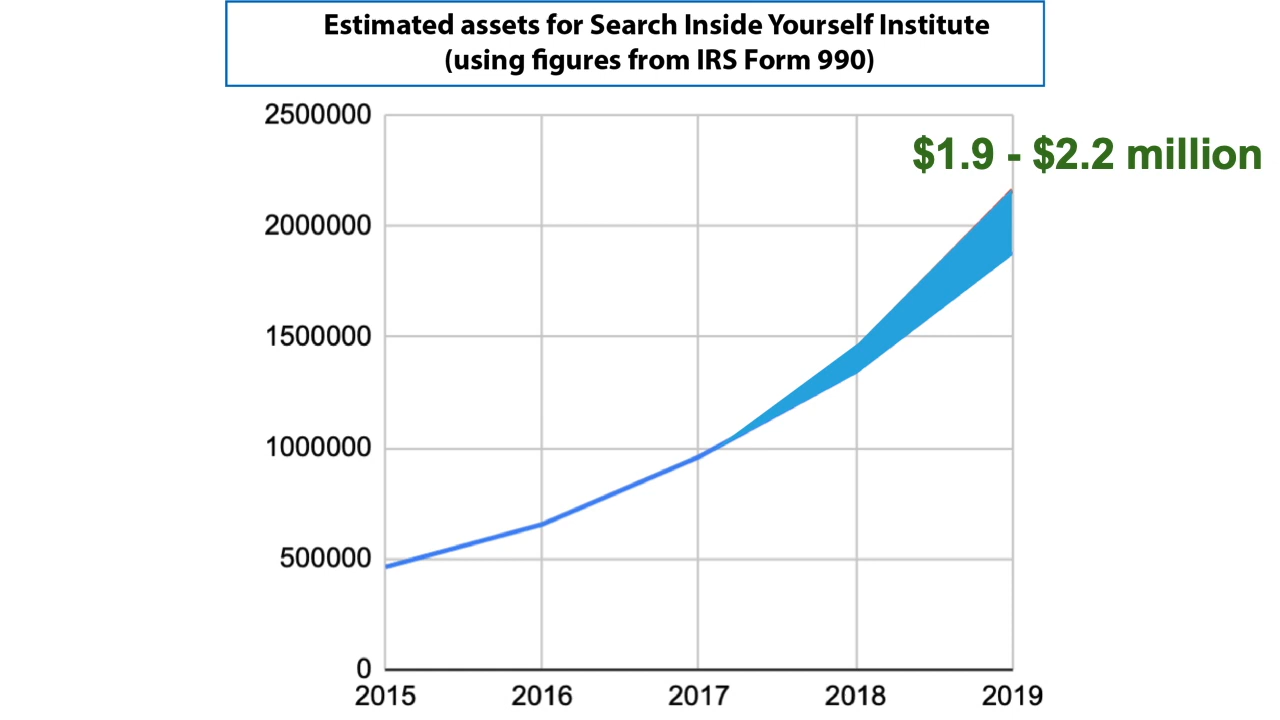 Estimated assets for Search Inside Yourself Institute
(using figures from IRS Form 990)
2500000
$1.9 - $2.2 million
2000000
1500000
1000000
500000
0
2015 2016 2017 2018 2019